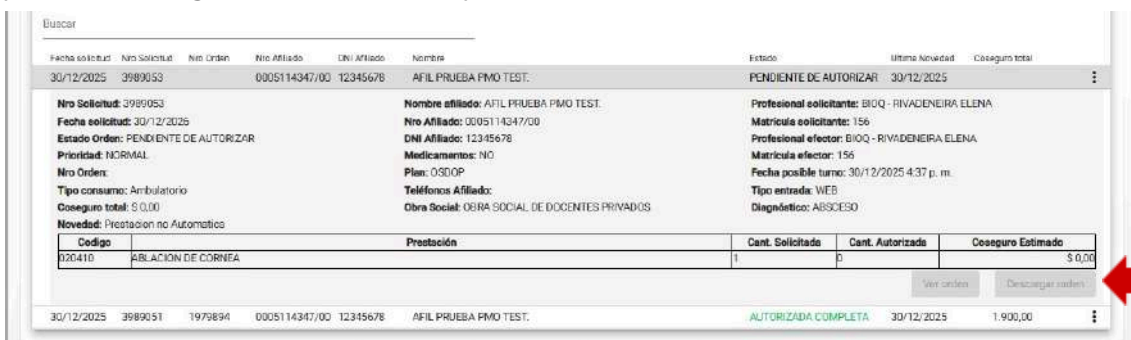 Buscar
Fecha solicitud Nro Solicitud Nro Orden Nro Afiliado DNI Afiliado Nombre Estado Ultima Novedad Coseguro total
30/12/2025 3989053 0005114347/00 12345678 AFIL PRUEBA PMO TEST. PENDIENTE DE AUTORIZAR 30/12/2025
Nro Solicitud: 3989053 Nombre afiliado: AFIL PRUEBA PMO TEST. Profesional solicitante: BIOQ - RIVADENEIRA ELENA
Fecha solicitud: 30/12/2025 Nro Afiliado: 0005114347/00 Matrícula solicitante: 156
Estado Orden: PENDIENTE DE AUTORIZAR DNI Afiliado: 12345678 Profesional efector: BIOQ - RIVADENEIRA ELENA
Prioridad: NORMAL Medicamentos: NO Matrícula efector: 156
Nro Orden: Plan: OSDOP Fecha posible turno: 30/12/2025 4:37 p. m.
Tipo consumo: Ambulatorio Teléfonos Afiliado: Tipo entrada: WEB
Coseguro total: $ 0,00 Obra Social: OBRA SOCIAL DE DOCENTES PRIVADOS Diagnóstico: ABSCESO
Novedad: Prestacion no Automatica
Codigo Prestación Cant. Solicitada Cant. Autorizada Coseguro Estimado
020410 ABLACION DE CORNEA 1 0 $ 0,00
Ver orden Descargar orden
30/12/2025 3989051 1979894 0005114347/00 12345678 AFIL PRUEBA PMO TEST. AUTORIZADA COMPLETA 30/12/2025 1.900,00